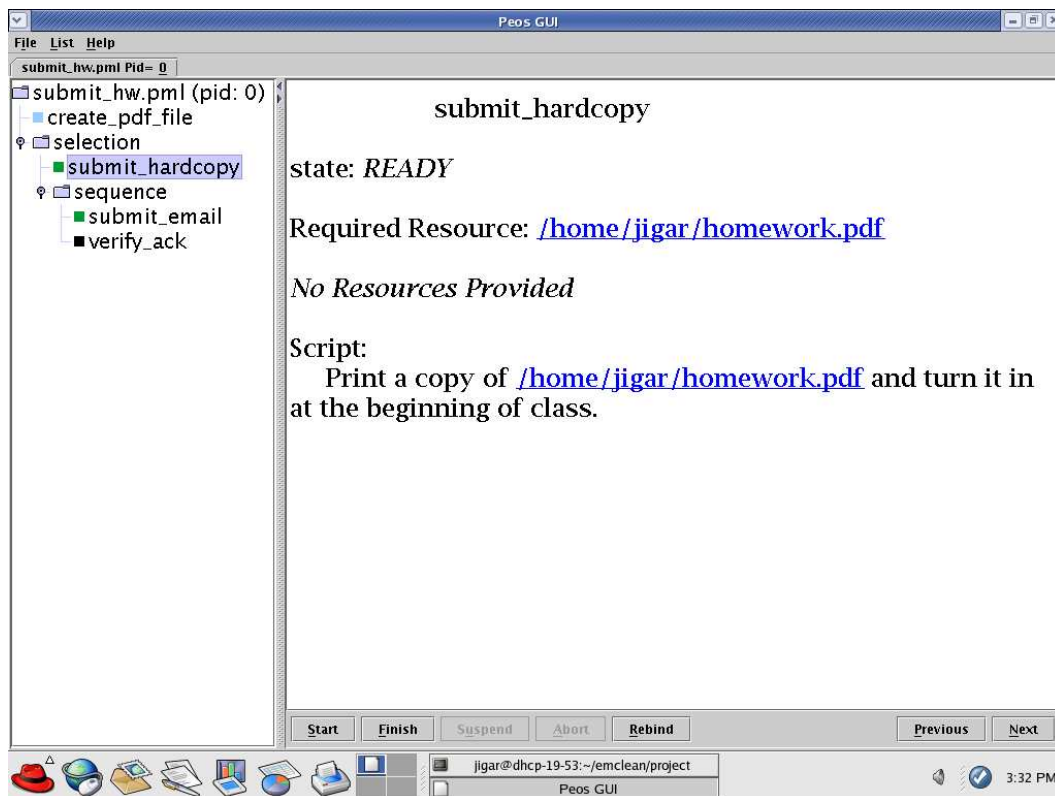 Peos GUI
File List Help
submit_hw.pml Pid= 0
submit_hw.pml (pid: 0)
create_pdf_file
selection
submit_hardcopy
sequence
submit_email
verify_ack
submit_hardcopy
state: READY
Required Resource: /home/jigar/homework.pdf
No Resources Provided
Script:
Print a copy of /home/jigar/homework.pdf and turn it in
at the beginning of class.
Start Finish Suspend Abort Rebind Previous Next
jigar@dhcp-19-53:~/emclean/project
Peos GUI
3:32 PM